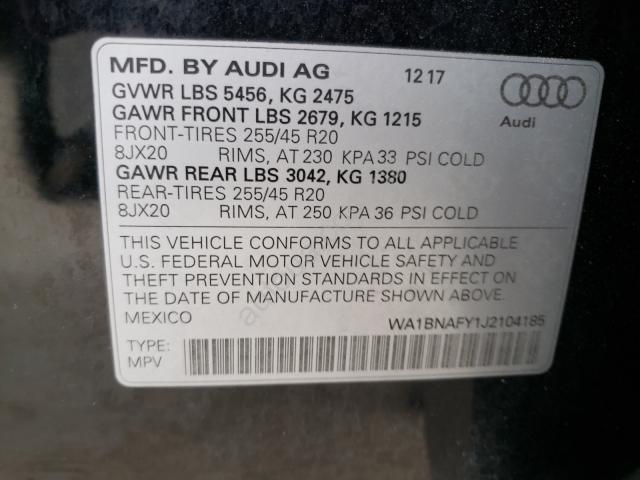 MFD. BY AUDI AG 12 17
GVWR LBS 5456, KG 2475
GAWR FRONT LBS 2679, KG 1215
FRONT-TIRES 255/45 R20
8JX20 RIMS, AT 230 KPA 33 PSI COLD
GAWR REAR LBS 3042, KG 1380
REAR-TIRES 255/45 R20
8JX20 RIMS, AT 250 KPA 36 PSI COLD
Audi
THIS VEHICLE CONFORMS TO ALL APPLICABLE
U.S. FEDERAL MOTOR VEHICLE SAFETY AND
THEFT PREVENTION STANDARDS IN EFFECT ON
THE DATE OF MANUFACTURE SHOWN ABOVE.
MEXICO
WA1BNAFY1J2104185
TYPE:
MPV